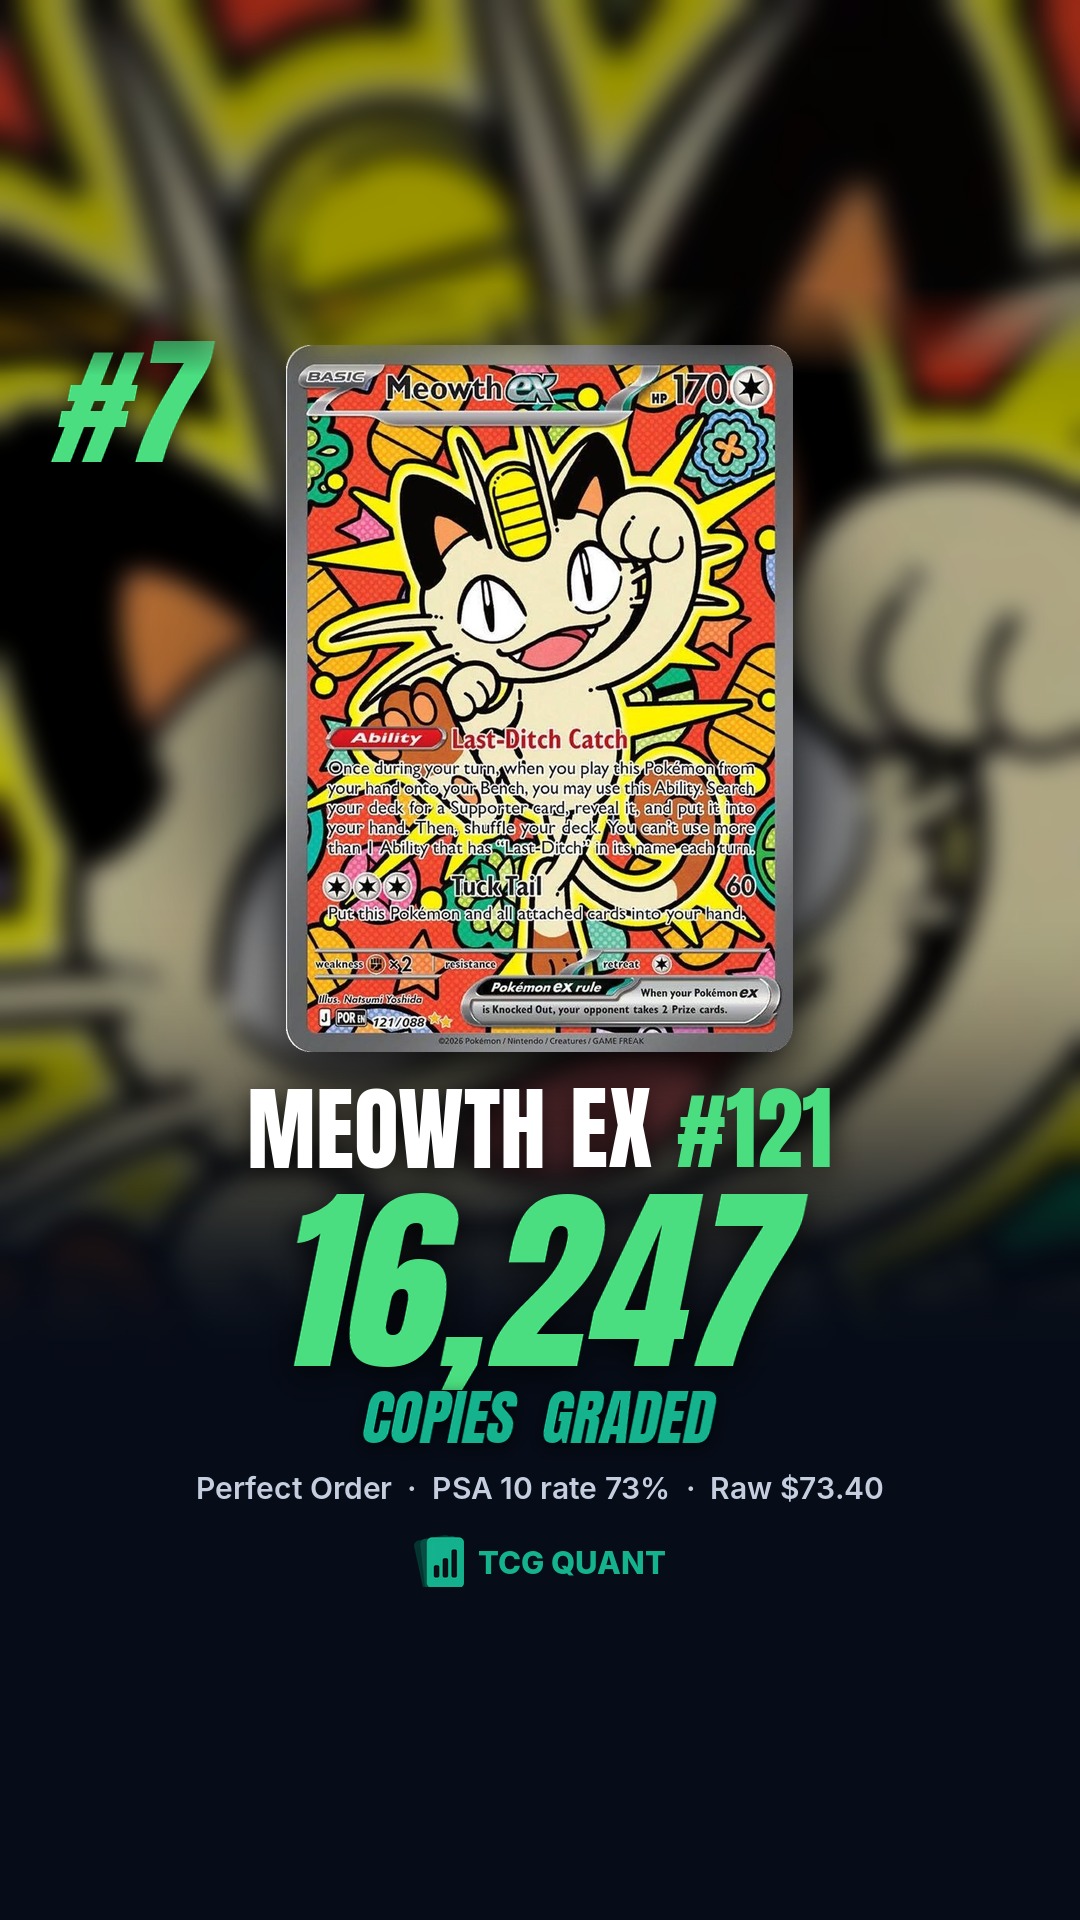 #7
BASIC Meowth ex HP 170
Ability Last-Ditch Catch
Once during your turn, when you play this Pokémon from
your hand onto your Bench, you may use this Ability. Search
your deck for a Supporter card, reveal it, and put it into
your hand. Then, shuffle your deck. You can't use more
than 1 Ability that has "Last-Ditch" in its name each turn.
Tuck Tail 60
Put this Pokémon and all attached cards into your hand.
weakness ×2 resistance retreat
Pokémon ex rule
When your Pokémon ex
is Knocked Out, your opponent takes 2 Prize cards.
Illus. Natsumi Yoshida
J POR EN 121/088
©2026 Pokémon / Nintendo / Creatures / GAME FREAK
MEOWTH EX #121
16,247
COPIES GRADED
Perfect Order · PSA 10 rate 73% · Raw $73.40
TCG QUANT